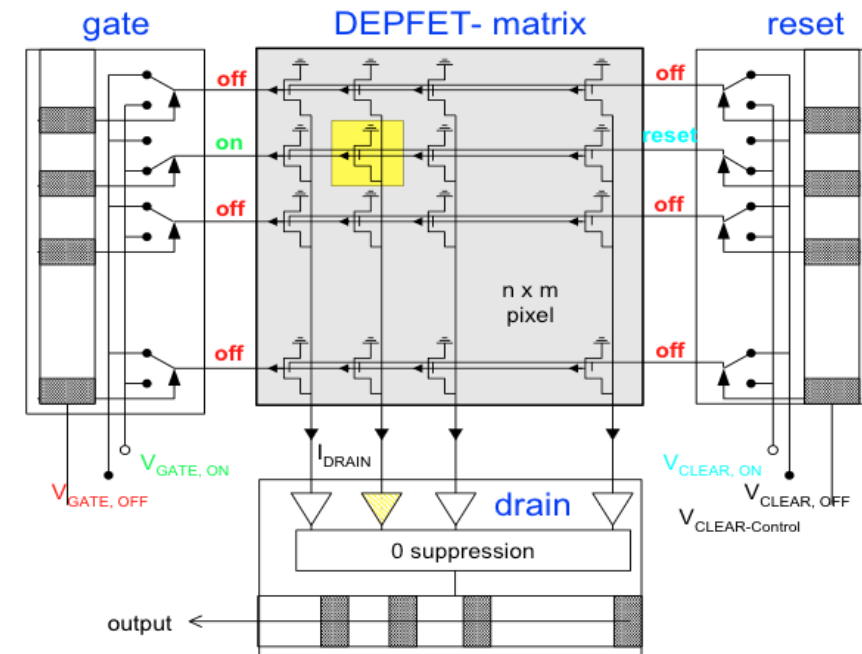 gate
DEPFET- matrix
reset
off
off
on
reset
off
off
n x m
pixel
off
off
I DRAIN
V GATE, ON
V CLEAR, ON
V GATE, OFF
V CLEAR, OFF
V CLEAR-Control
drain
0 suppression
output